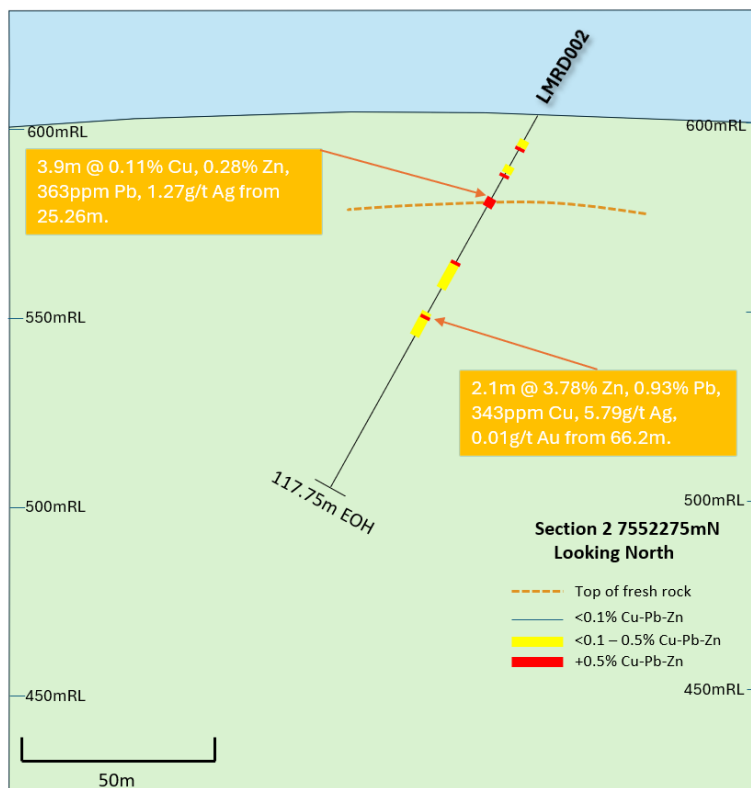 LMRD002
600mRL
600mRL
3.9m @ 0.11% Cu, 0.28% Zn,
363ppm Pb, 1.27g/t Ag from
25.26m.
550mRL
2.1m @ 3.78% Zn, 0.93% Pb,
343ppm Cu, 5.79g/t Ag,
0.01g/t Au from 66.2m.
117.75m EOH
500mRL
500mRL
Section 2 7552275mN
Looking North
Top of fresh rock
<0.1% Cu-Pb-Zn
<0.1 – 0.5% Cu-Pb-Zn
+0.5% Cu-Pb-Zn
450mRL
450mRL
50m